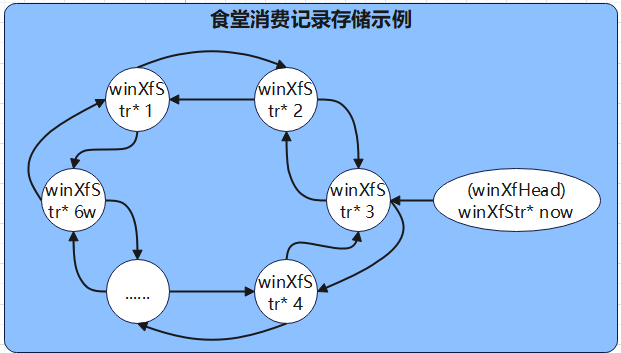 食堂消费记录存储示例
winXfS
tr* 1
winXfS
tr* 2
winXfS
tr* 6w
winXfS
tr* 3
(winXfHead)
winXfStr* now
......
winXfS
tr* 4